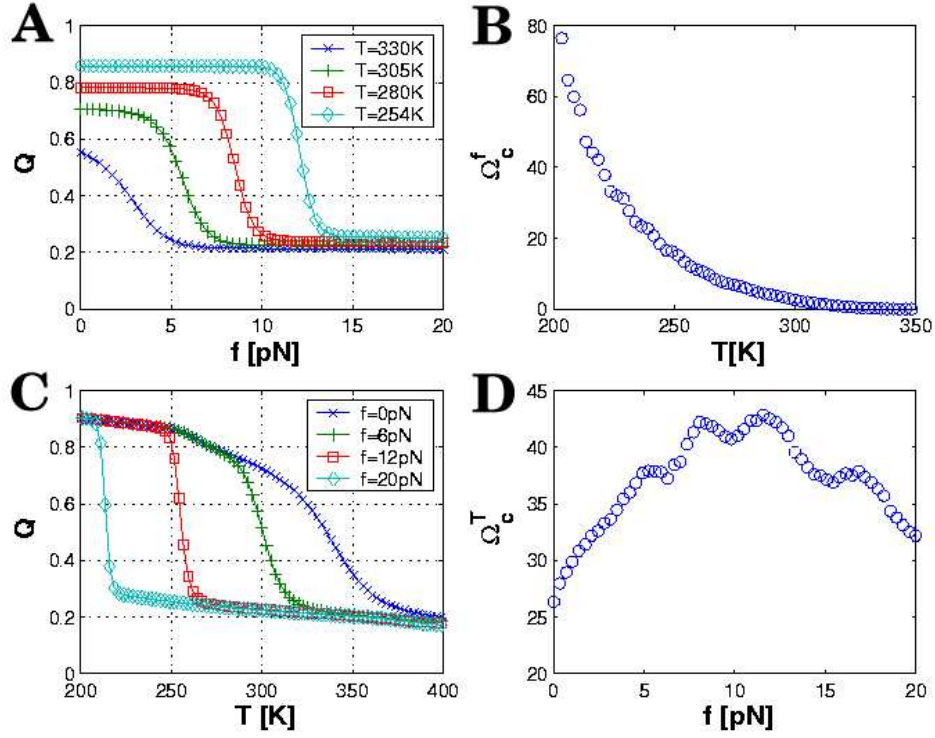 A
1
0.8
0.6
0.4
0.2
0
Q
0
5
10
15
20
f [pN]
T=330K
T=305K
T=280K
T=254K
B
80
60
40
20
0
Ω_c^f
200
250
300
350
T[K]
C
1
0.8
0.6
0.4
0.2
0
Q
200
250
300
350
400
T [K]
f=0pN
f=6pN
f=12pN
f=20pN
D
45
40
35
30
25
20
Ω_c^T
0
5
10
15
20
f [pN]